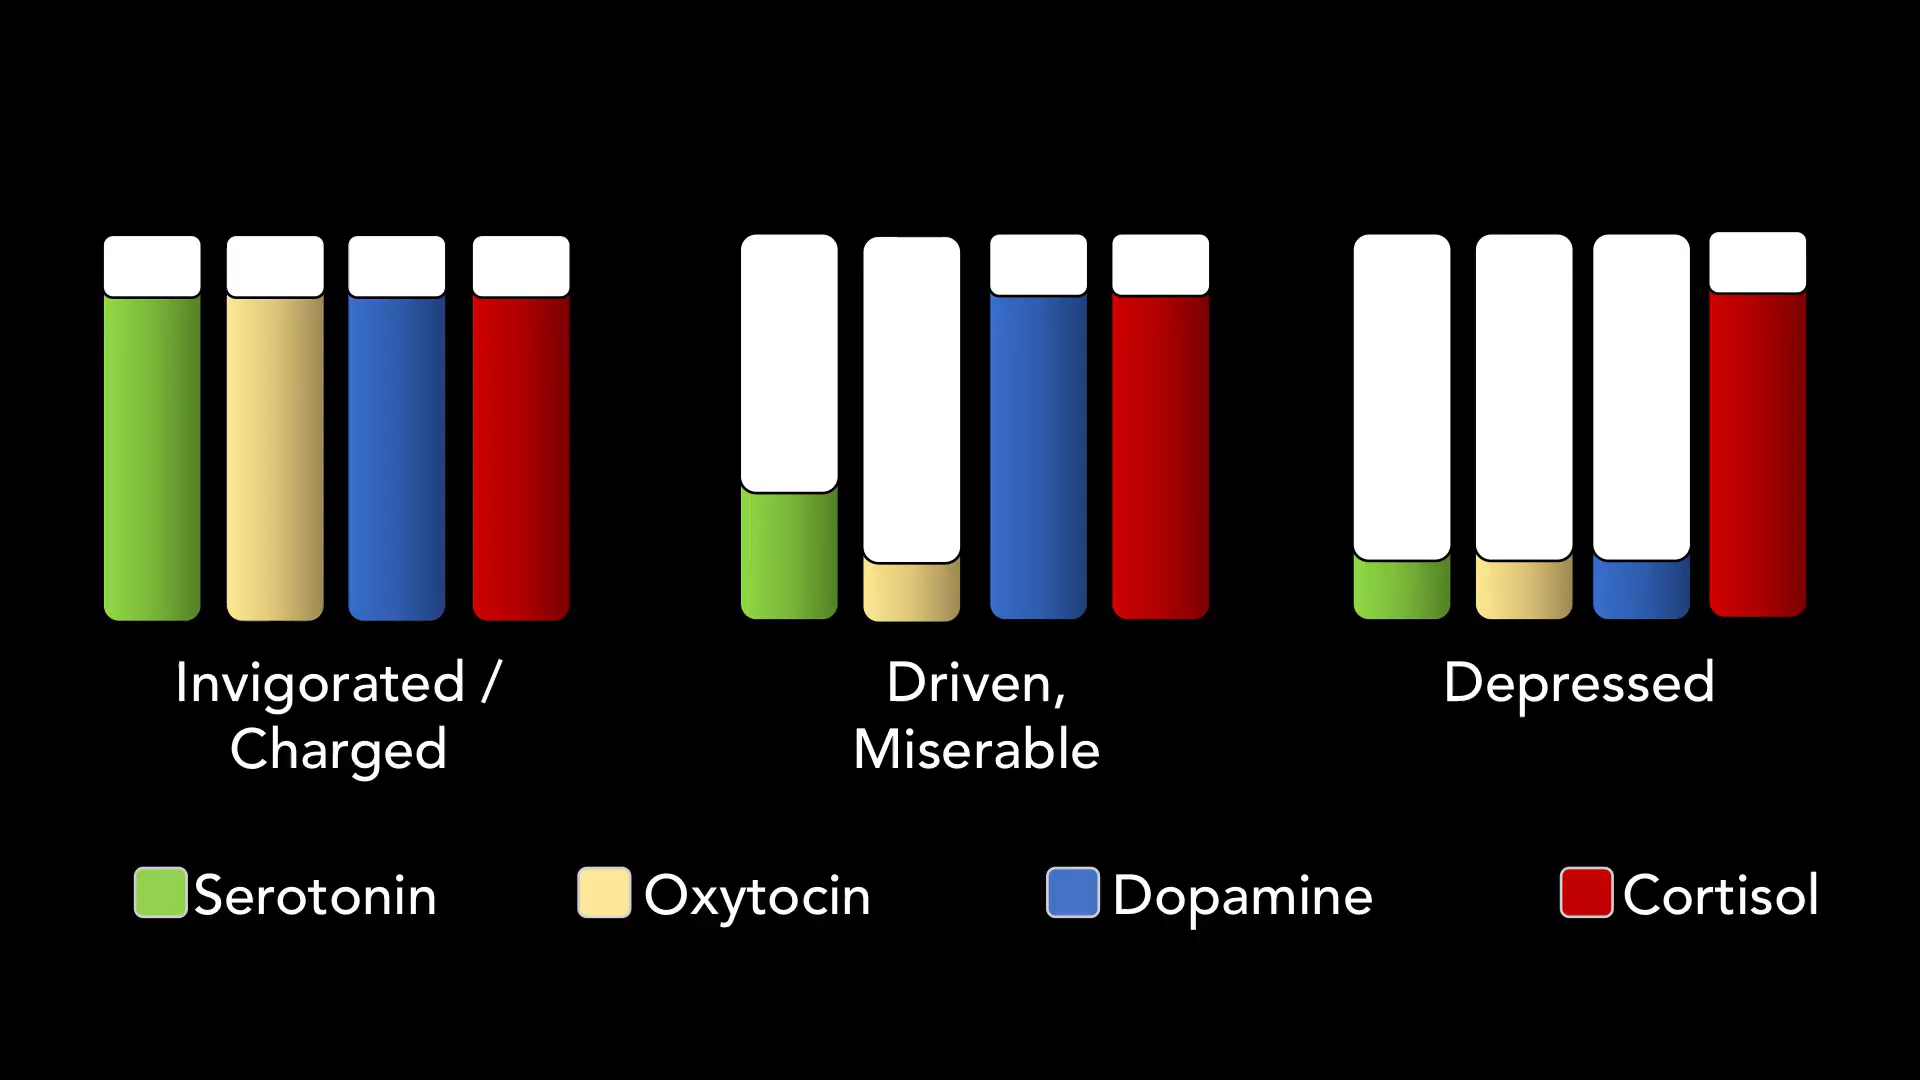 Invigorated /
Charged
Driven,
Miserable
Depressed
Serotonin
Oxytocin
Dopamine
Cortisol